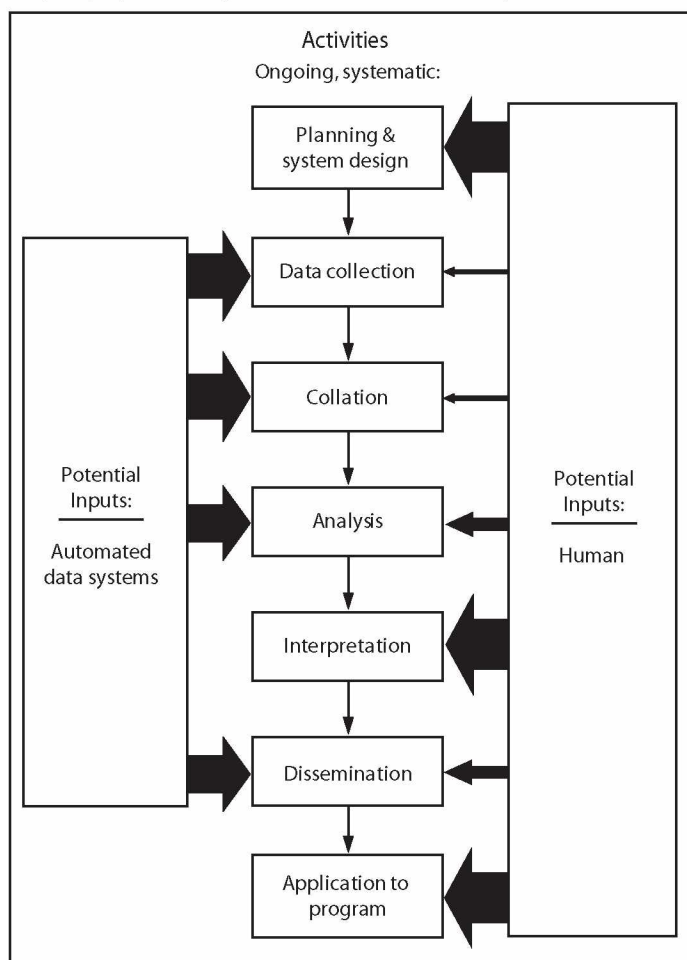 Activities
Ongoing, systematic:
Planning &
system design
Data collection
Collation
Analysis
Interpretation
Dissemination
Application to
program
Potential
Inputs:
Automated
data systems
Potential
Inputs:
Human